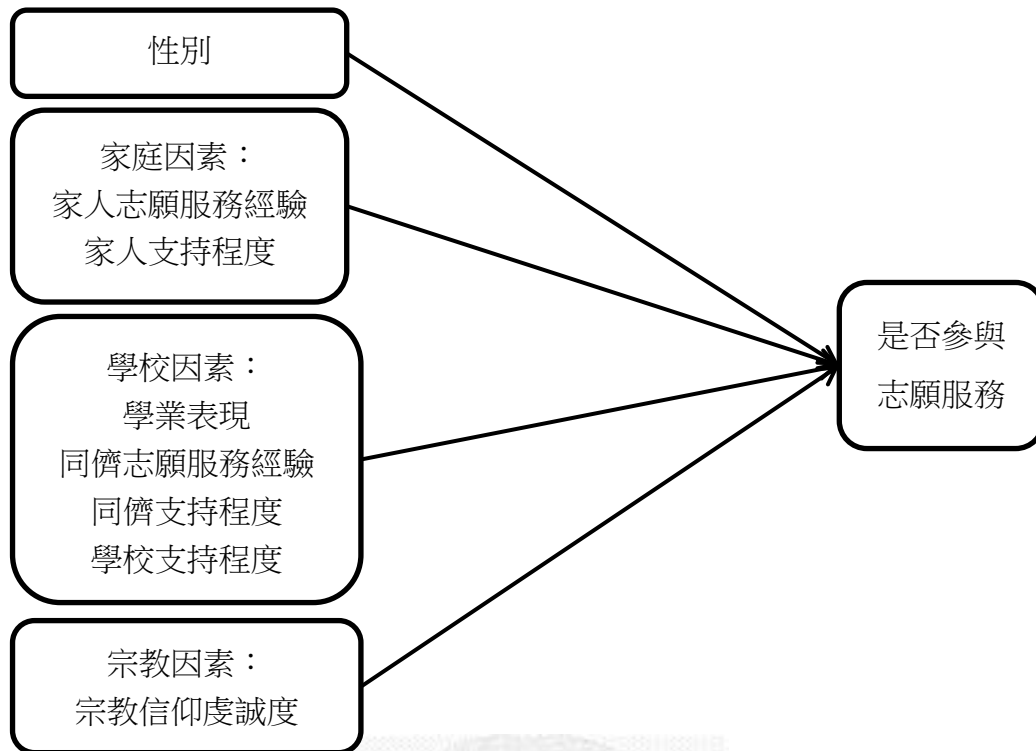 性別
家庭因素：
家人志願服務經驗
家人支持程度
學校因素：
學業表現
同儕志願服務經驗
同儕支持程度
學校支持程度
宗教因素：
宗教信仰虔誠度
是否參與
志願服務